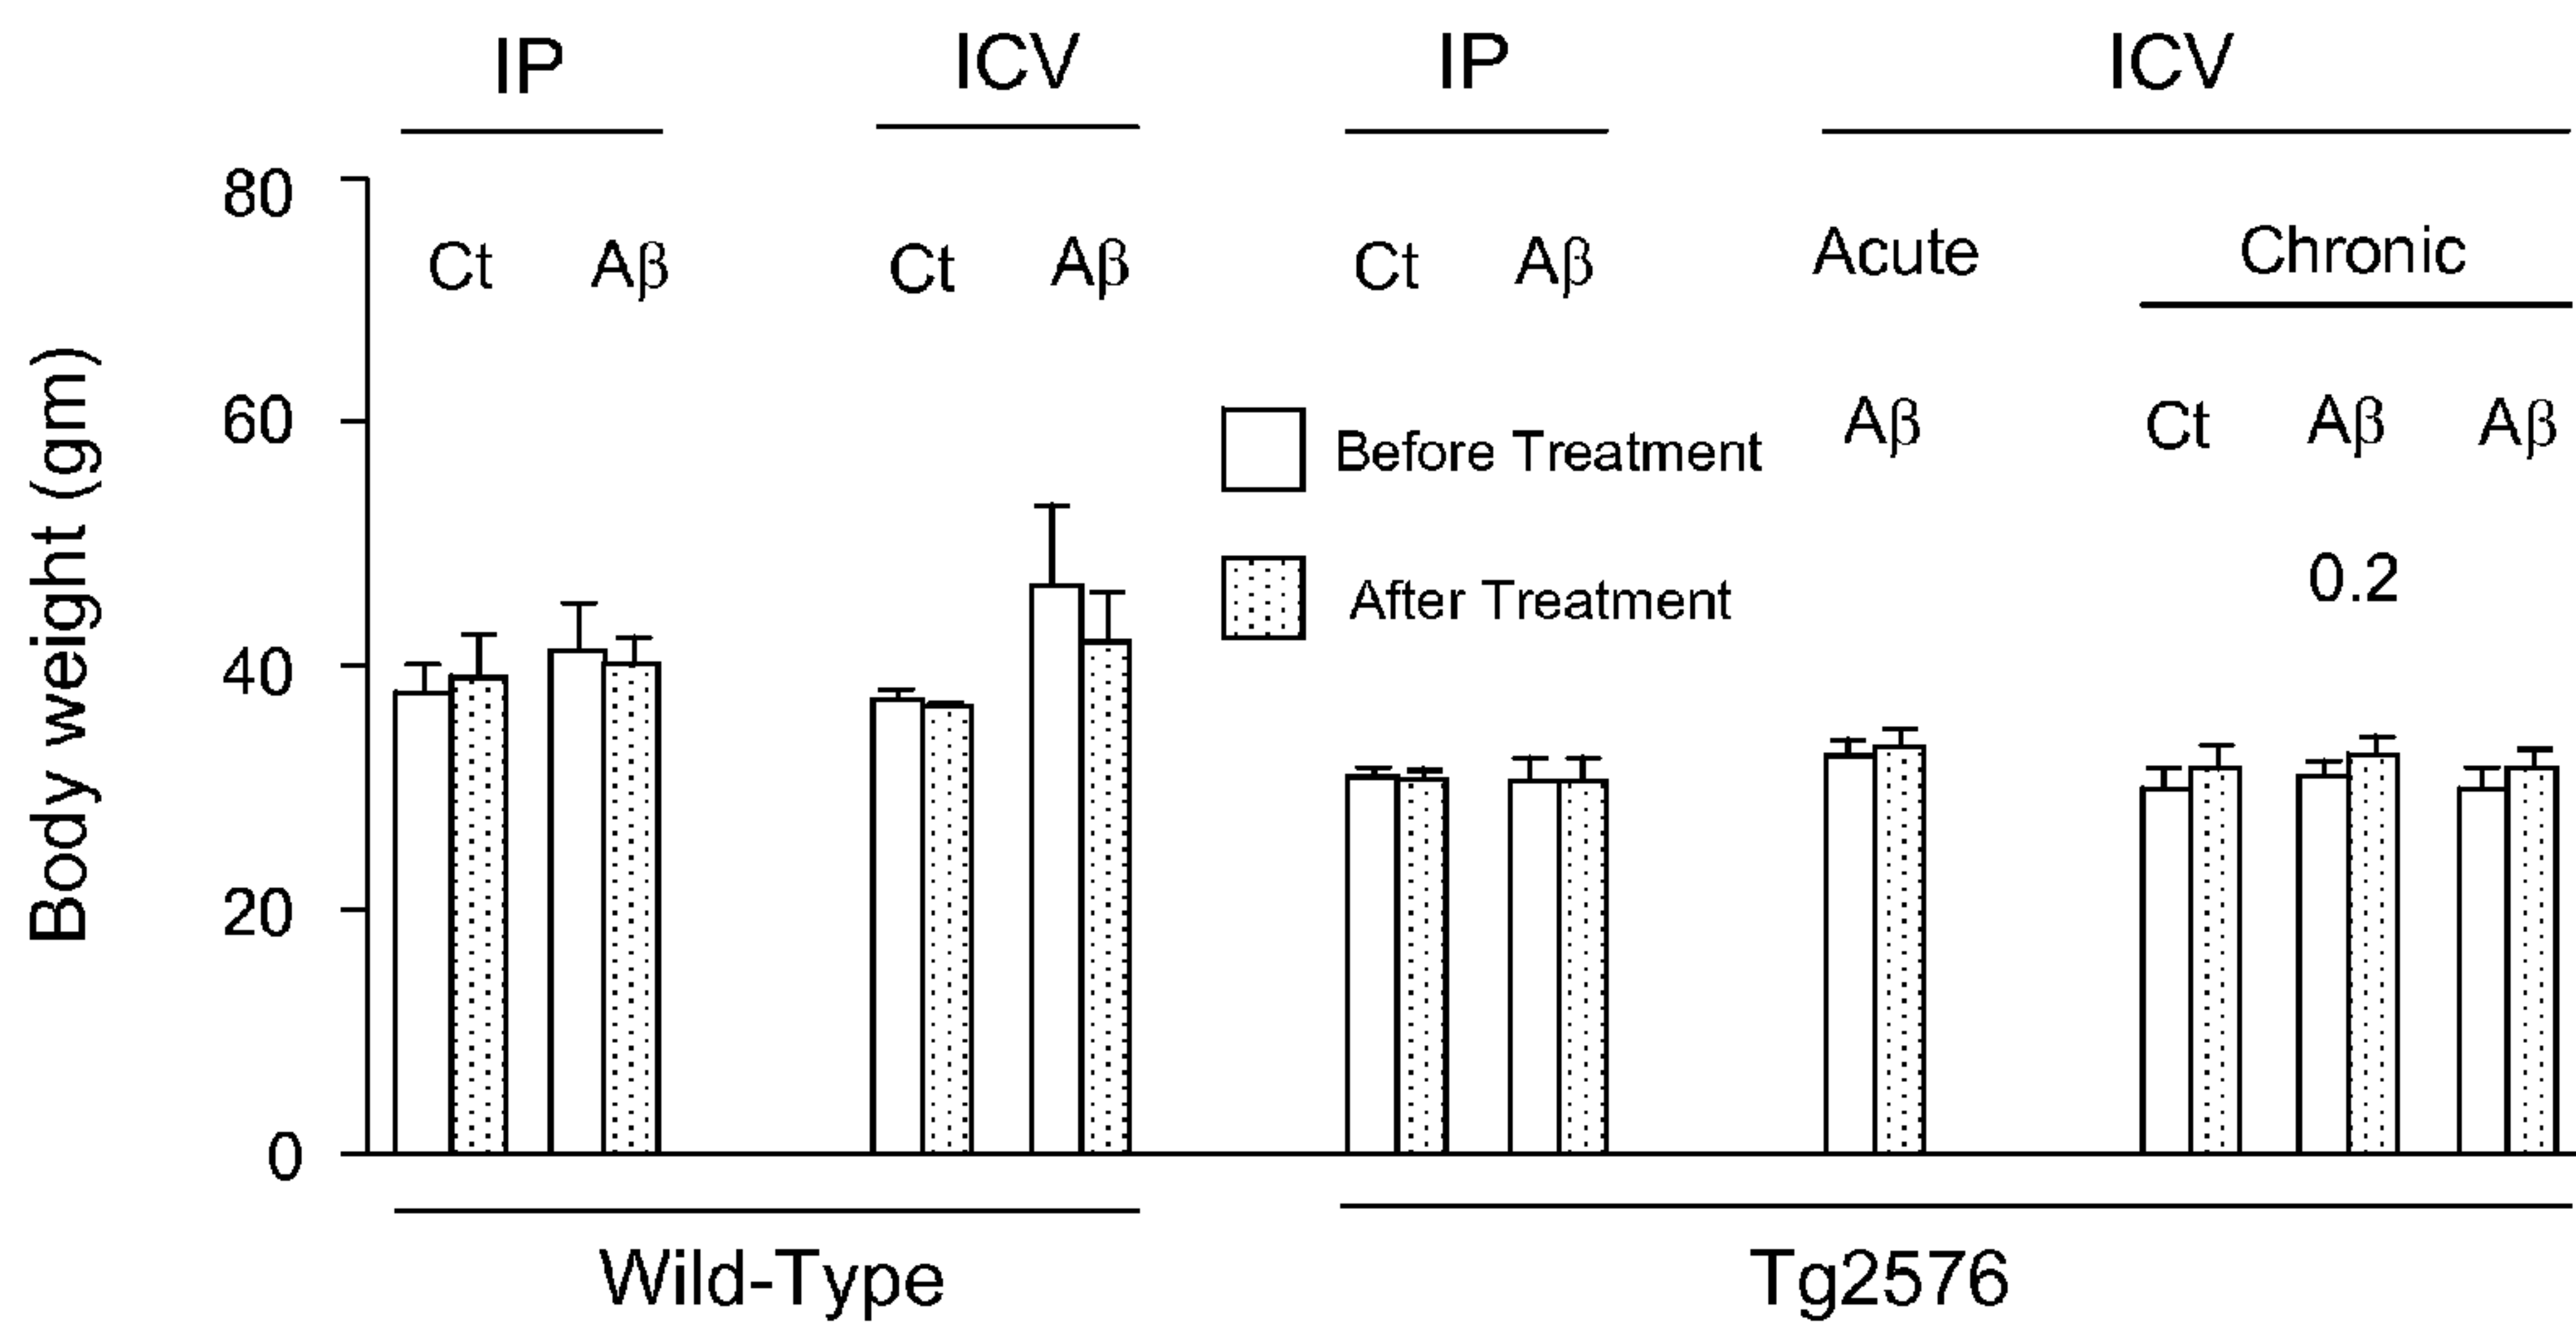 IP ICV IP ICV
80
Ct Aβ Ct Aβ Ct Aβ Acute Chronic
60
Before Treatment
Aβ Ct Aβ Aβ
After Treatment
0.2
40
20
0
Body weight (gm)
Wild-Type Tg2576